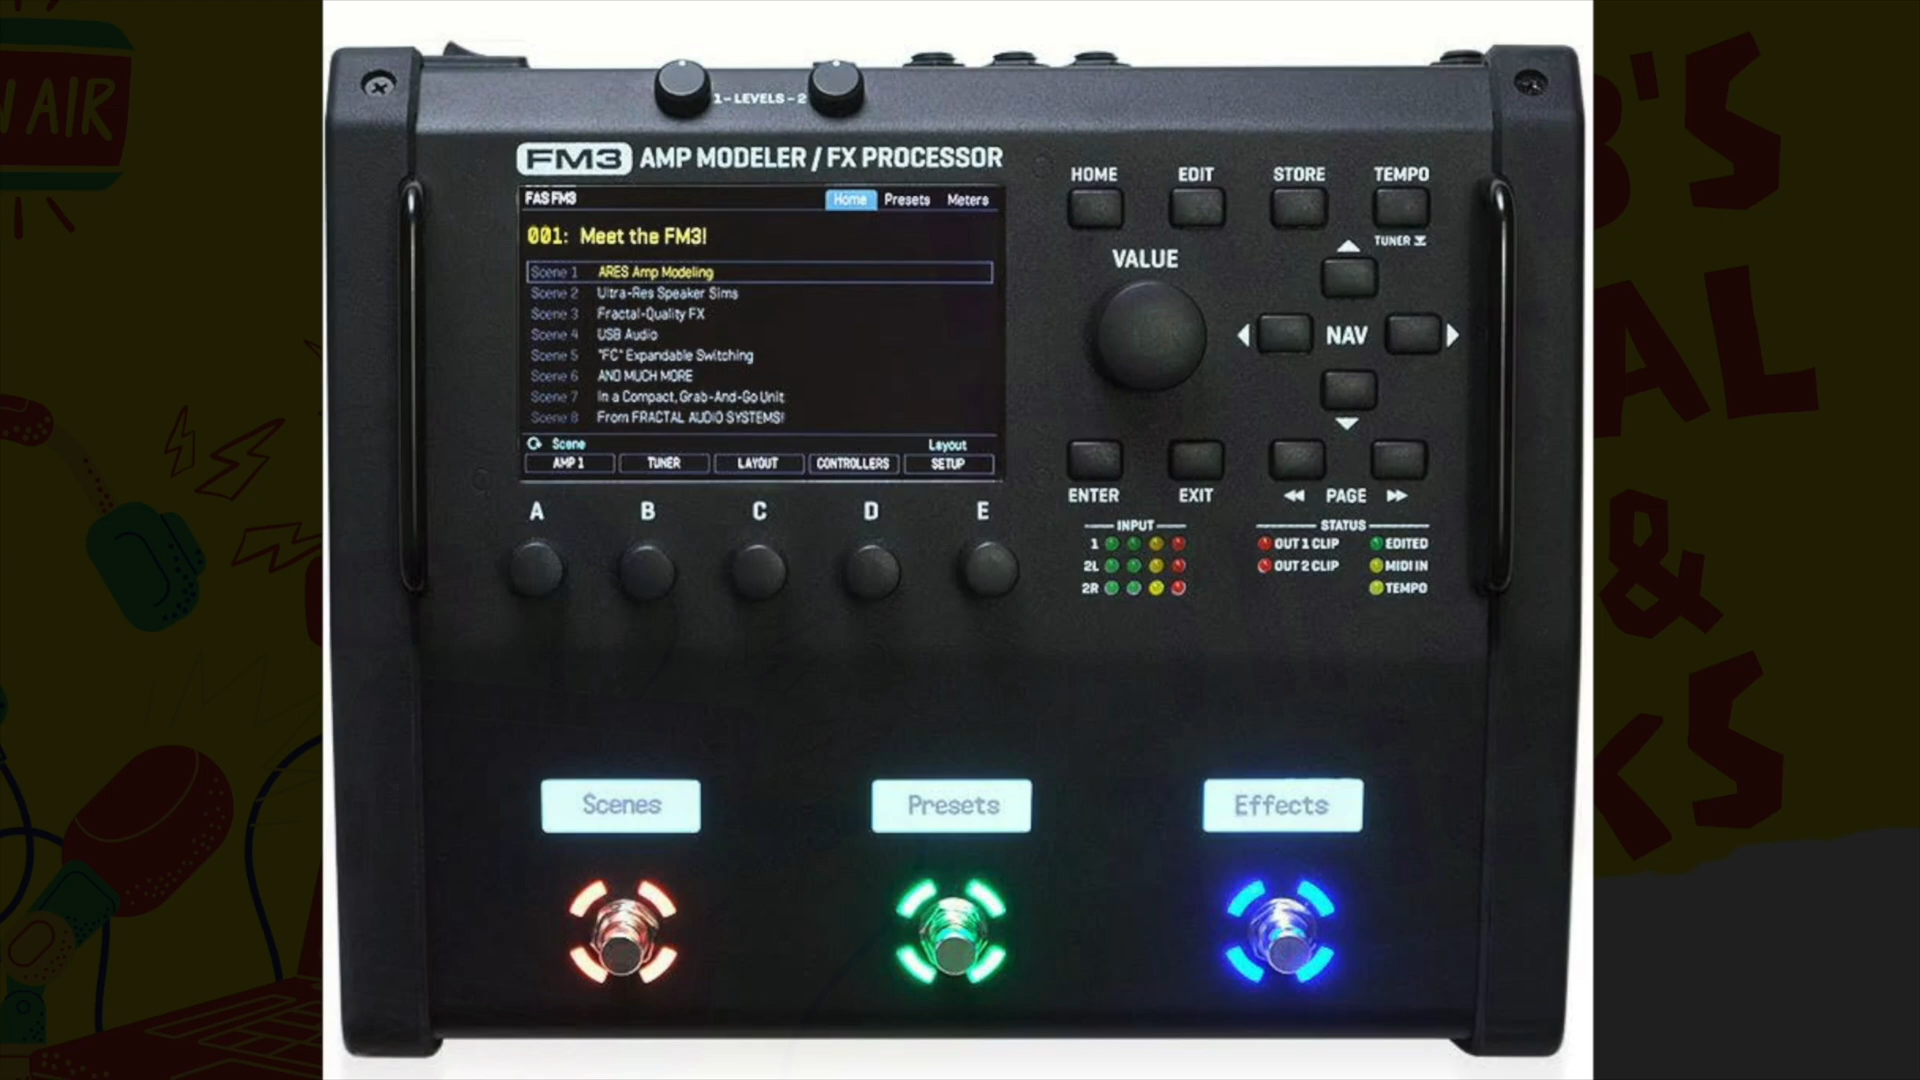 N AIR
B'S
AL
&
KS
1 - LEVELS - 2
FM3 AMP MODELER / FX PROCESSOR
FAS FM3 Home Presets Meters
001: Meet the FM3!
Scene 1 ARES Amp Modeling
Scene 2 Ultra-Res Speaker Sims
Scene 3 Fractal-Quality FX
Scene 4 USB Audio
Scene 5 "FC" Expandable Switching
Scene 6 AND MUCH MORE
Scene 7 In a Compact, Grab-And-Go Unit
Scene 8 From FRACTAL AUDIO SYSTEMS!
Scene Layout
AMP 1 TUNER LAYOUT CONTROLLERS SETUP
A B C D E
HOME EDIT STORE TEMPO
TUNER
VALUE
NAV
ENTER EXIT PAGE
INPUT
1
2L
2R
STATUS
OUT 1 CLIP EDITED
OUT 2 CLIP MIDI IN
TEMPO
Scenes Presets Effects